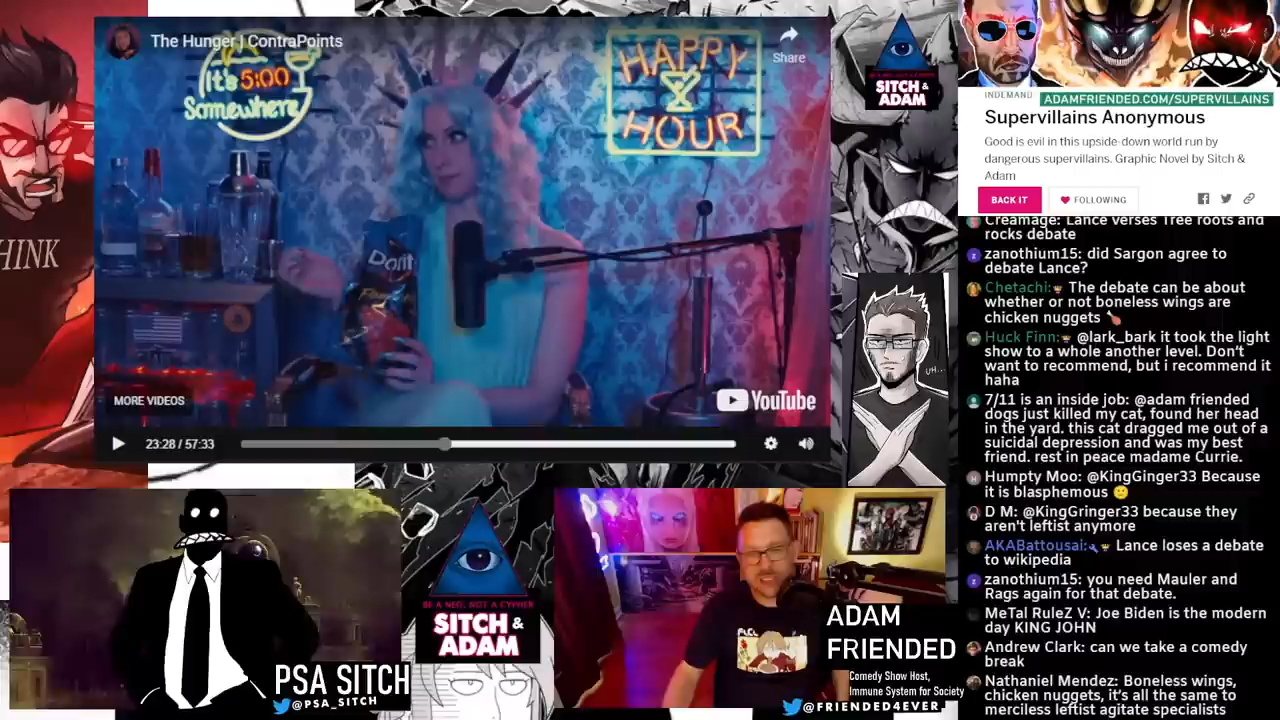 The Hunger | ContraPoints
Share
It's 5:00
Somewhere
HAPPY
HOUR
Dorit
MORE VIDEOS
YouTube
23:28 / 57:33
HINK
SITCH &
ADAM
UH...
INDEMAND
ADAMFRIENDED.COM/SUPERVILLAINS
Supervillains Anonymous
Good is evil in this upside-down world run by
dangerous supervillains. Graphic Novel by Sitch &
Adam
BACK IT
FOLLOWING
Creamage: Lance verses Tree roots and
rocks debate
zanothium15: did Sargon agree to
debate Lance?
Chetachi: The debate can be about
whether or not boneless wings are
chicken nuggets 🍗
Huck Finn: @lark_bark it took the light
show to a whole another level. Don't
want to recommend, but i recommend it
haha
7/11 is an inside job: @adam friended
dogs just killed my cat, found her head
in the yard. this cat dragged me out of a
suicidal depression and was my best
friend. rest in peace madame Currie.
Humpty Moo: @KingGinger33 Because
it is blasphemous 🙁
D M: @KingGringer33 because they
aren't leftist anymore
AKABattousai: Lance loses a debate
to wikipedia
zanothium15: you need Mauler and
Rags again for that debate.
MeTal RuleZ V: Joe Biden is the modern
day KING JOHN
Andrew Clark: can we take a comedy
break
Nathaniel Mendez: Boneless wings,
chicken nuggets, it's all the same to
merciless leftist agitate specialists
PSA SITCH
@PSA_SITCH
BE A NEO, NOT A CYPHER
SITCH &
ADAM
ADAM
FRIENDED
Comedy Show Host,
Immune System for Society
@FRIENDED4EVER